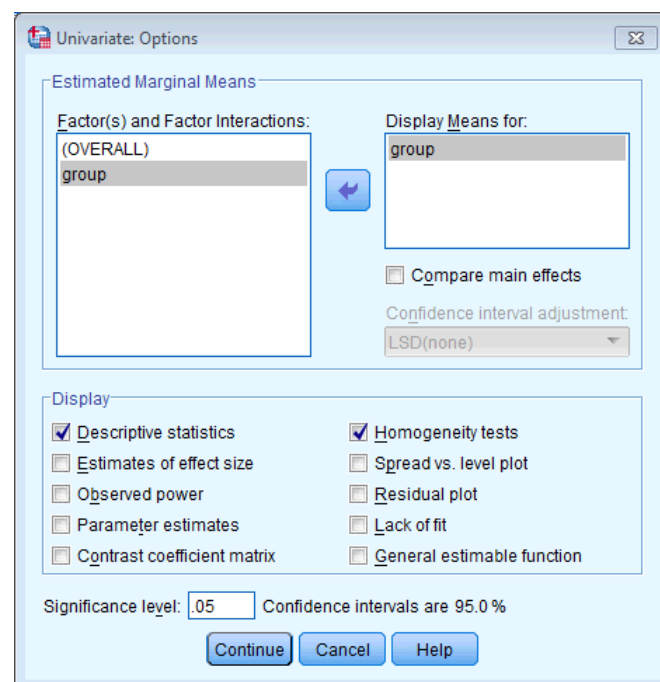 Univariate: Options
Estimated Marginal Means
Factor(s) and Factor Interactions:
(OVERALL)
group
Display Means for:
group
Compare main effects
Confidence interval adjustment:
LSD(none)
Display
Descriptive statistics
Homogeneity tests
Estimates of effect size
Spread vs. level plot
Observed power
Residual plot
Parameter estimates
Lack of fit
Contrast coefficient matrix
General estimable function
Significance level: .05 Confidence intervals are 95.0 %
Continue Cancel Help